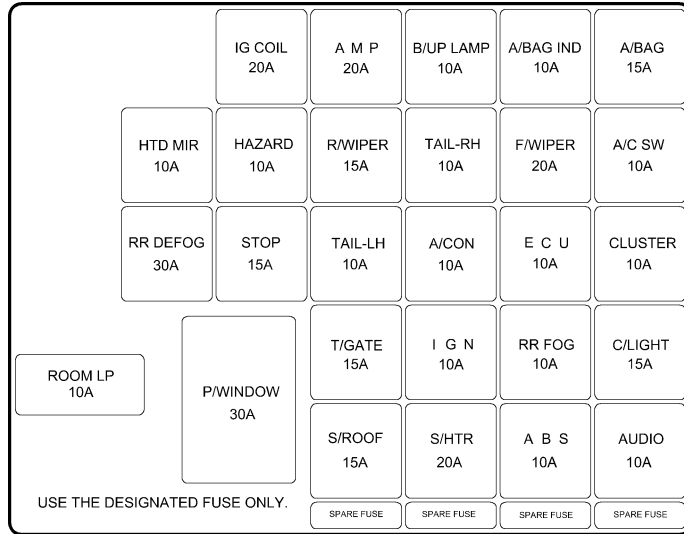 IG COIL
20A
A M P
20A
B/UP LAMP
10A
A/BAG IND
10A
A/BAG
15A
HTD MIR
10A
HAZARD
10A
R/WIPER
15A
TAIL-RH
10A
F/WIPER
20A
A/C SW
10A
RR DEFOG
30A
STOP
15A
TAIL-LH
10A
A/CON
10A
E C U
10A
CLUSTER
10A
T/GATE
15A
I G N
10A
RR FOG
10A
C/LIGHT
15A
ROOM LP
10A
P/WINDOW
30A
S/ROOF
15A
S/HTR
20A
A B S
10A
AUDIO
10A
USE THE DESIGNATED FUSE ONLY.
SPARE FUSE
SPARE FUSE
SPARE FUSE
SPARE FUSE